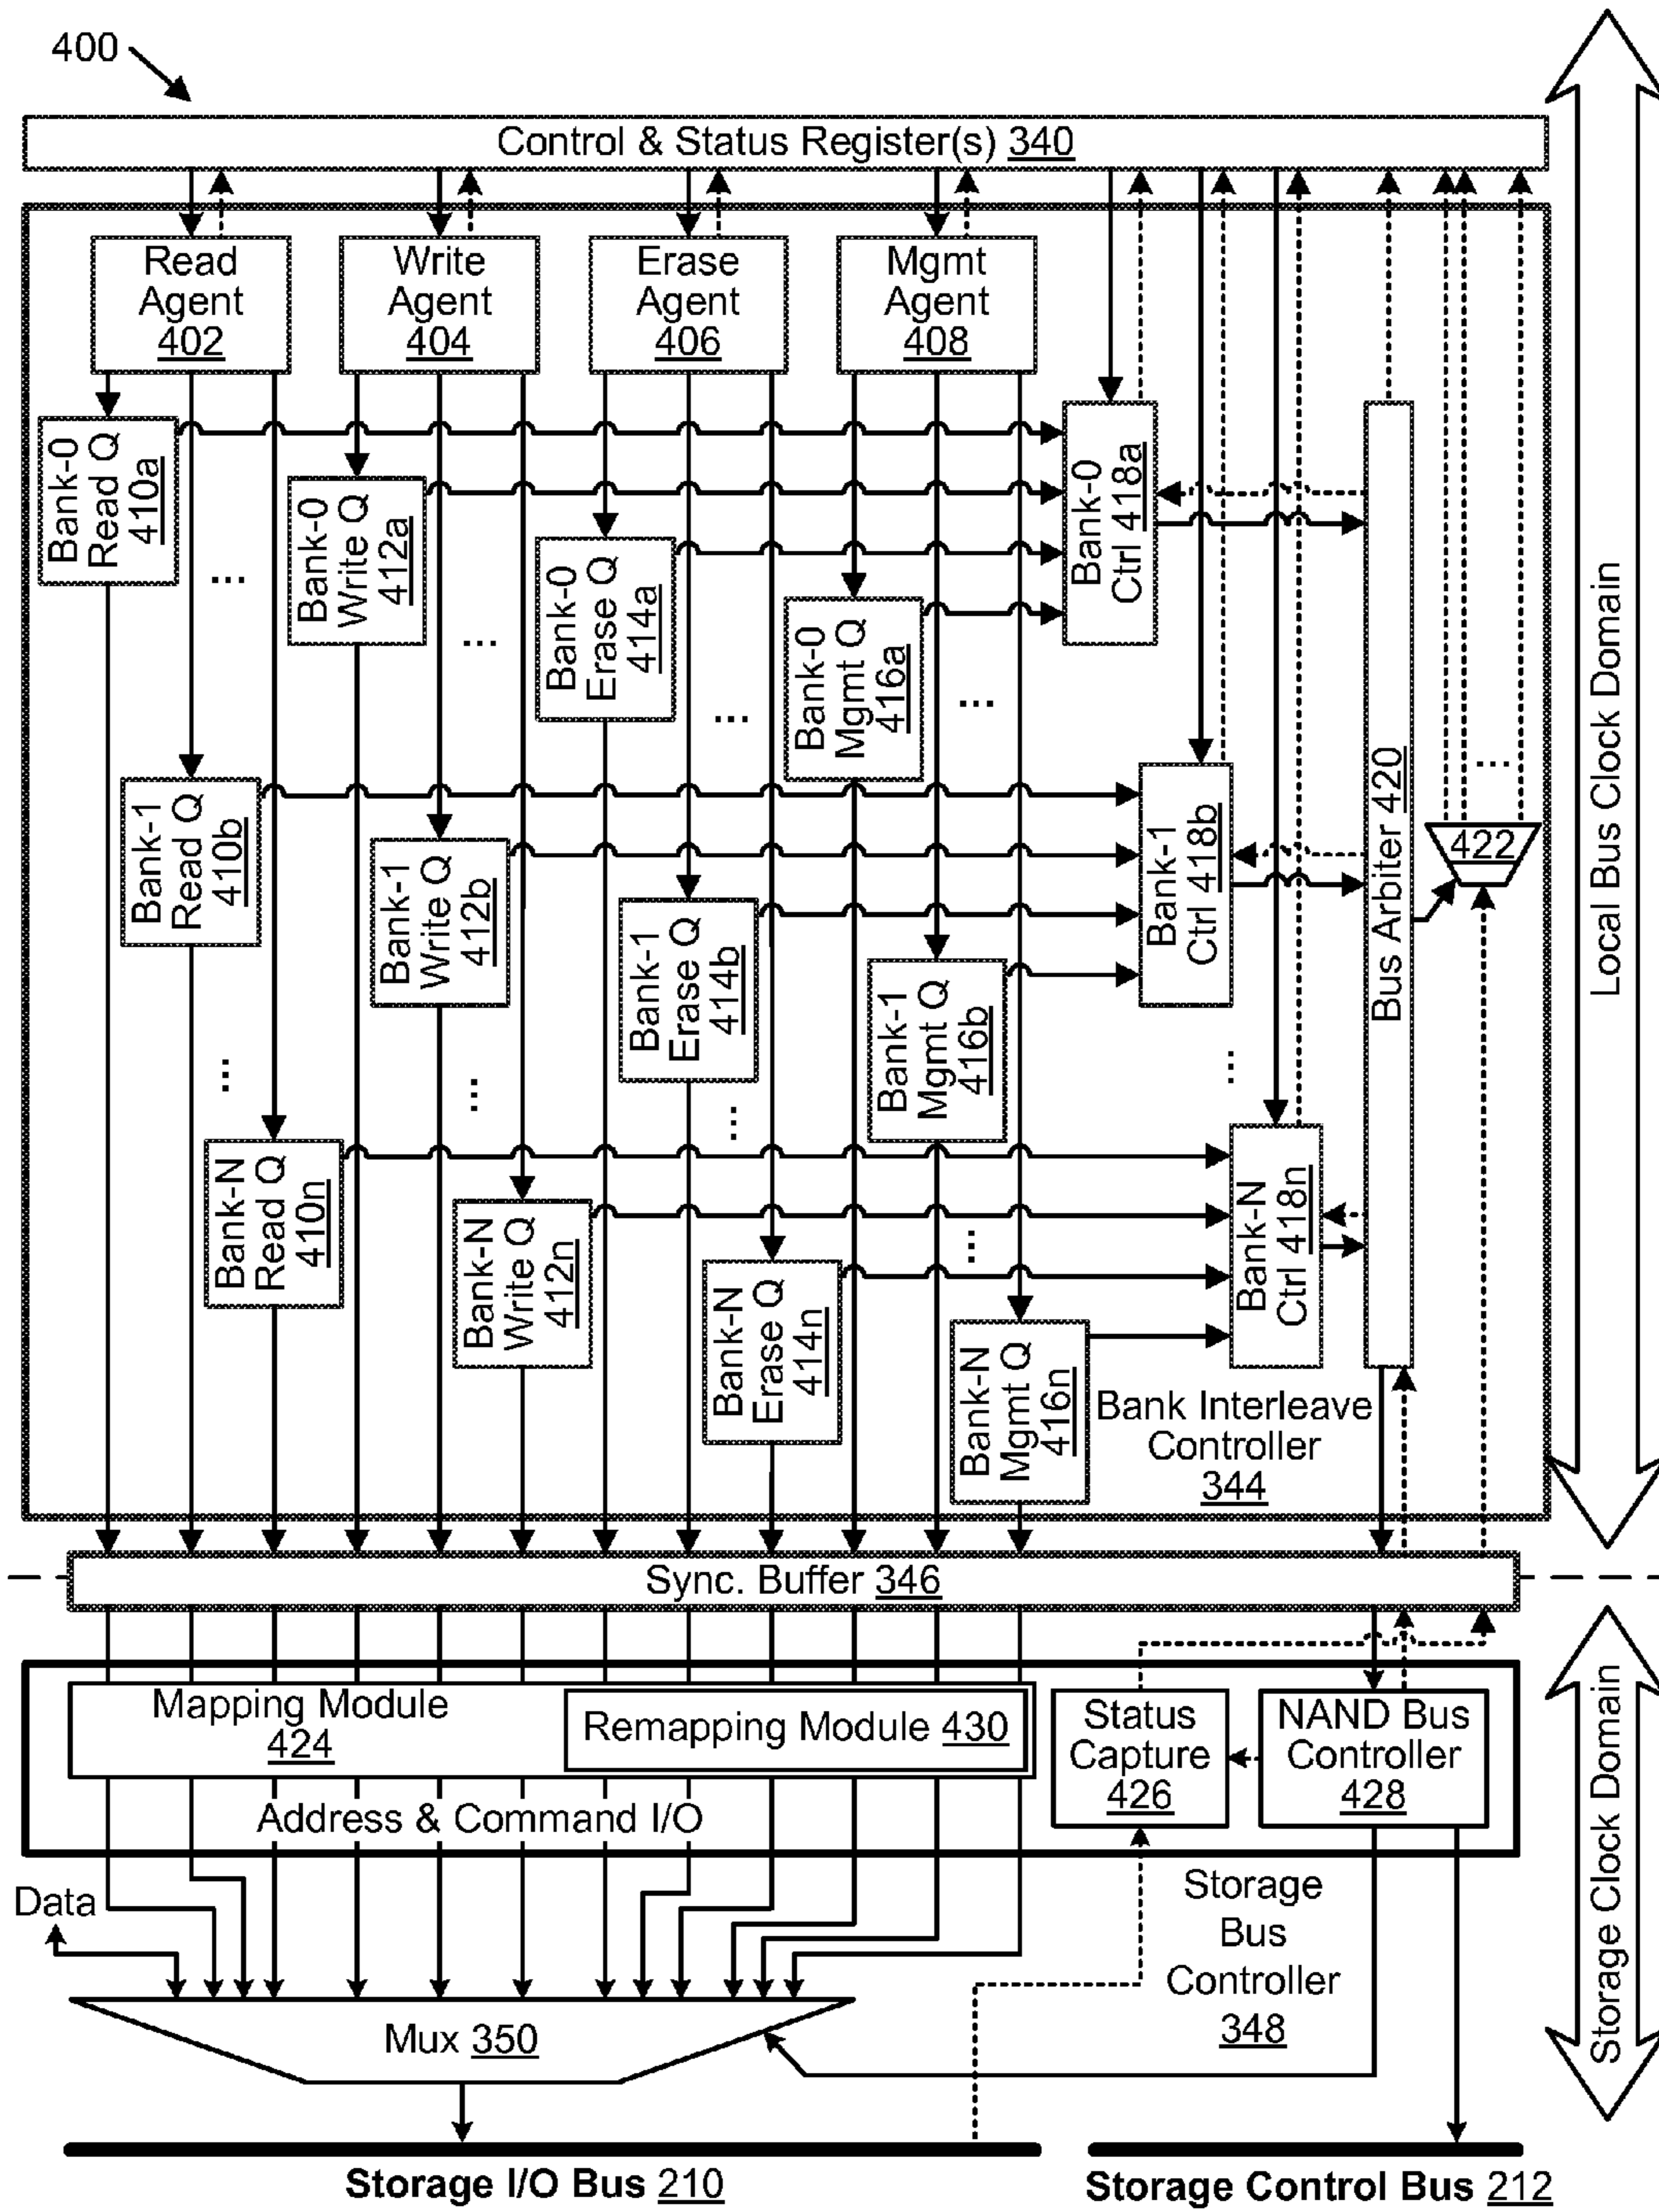 400
Control & Status Register(s) 340
Read
Agent
402
Write
Agent
404
Erase
Agent
406
Mgmt
Agent
408
Bank-0
Read Q
410a
Bank-0
Write Q
412a
Bank-0
Erase Q
414a
Bank-0
Mgmt Q
416a
Bank-0
Ctrl 418a
...
...
...
...
Bank-1
Read Q
410b
Bank-1
Write Q
412b
Bank-1
Erase Q
414b
Bank-1
Mgmt Q
416b
Bank-1
Ctrl 418b
Bus Arbiter 420
...
422
Local Bus Clock Domain
...
...
...
...
...
Bank-N
Read Q
410n
Bank-N
Write Q
412n
Bank-N
Erase Q
414n
Bank-N
Mgmt Q
416n
Bank-N
Ctrl 418n
Bank Interleave
Controller
344
Sync. Buffer 346
Mapping Module
424
Remapping Module 430
Status
Capture
426
NAND Bus
Controller
428
Address & Command I/O
Storage Clock Domain
Data
Storage
Bus
Controller
348
Mux 350
Storage I/O Bus 210
Storage Control Bus 212